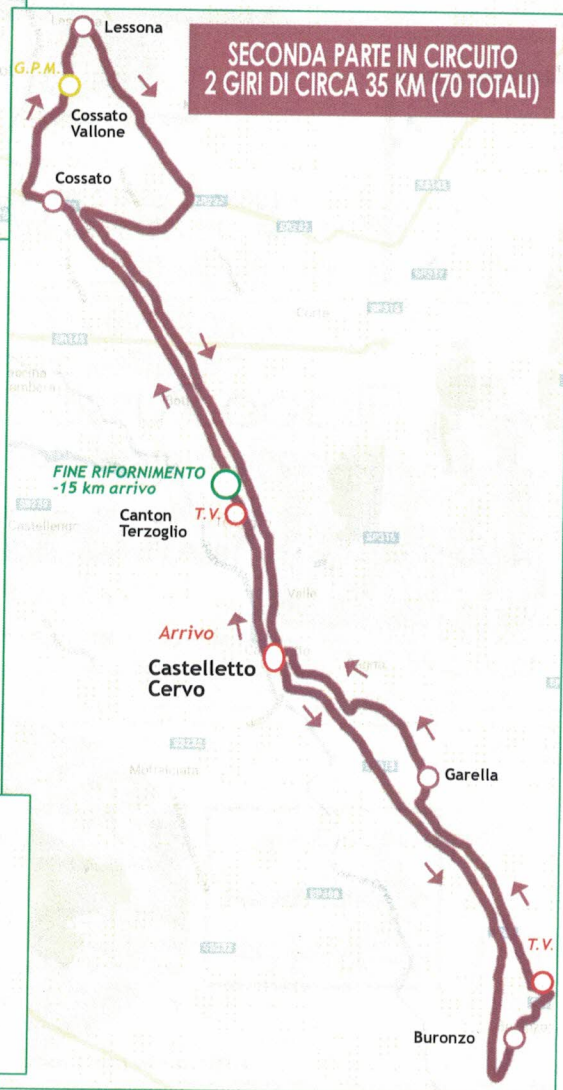 SECONDA PARTE IN CIRCUITO
2 GIRI DI CIRCA 35 KM (70 TOTALI)
Lessona
G.P.M.
Cossato
Vallone
Cossato
FINE RIFORNIMENTO
-15 km arrivo
Canton
Terzoglio
T.V.
Arrivo
Castelletto
Cervo
Garella
T.V.
Buronzo